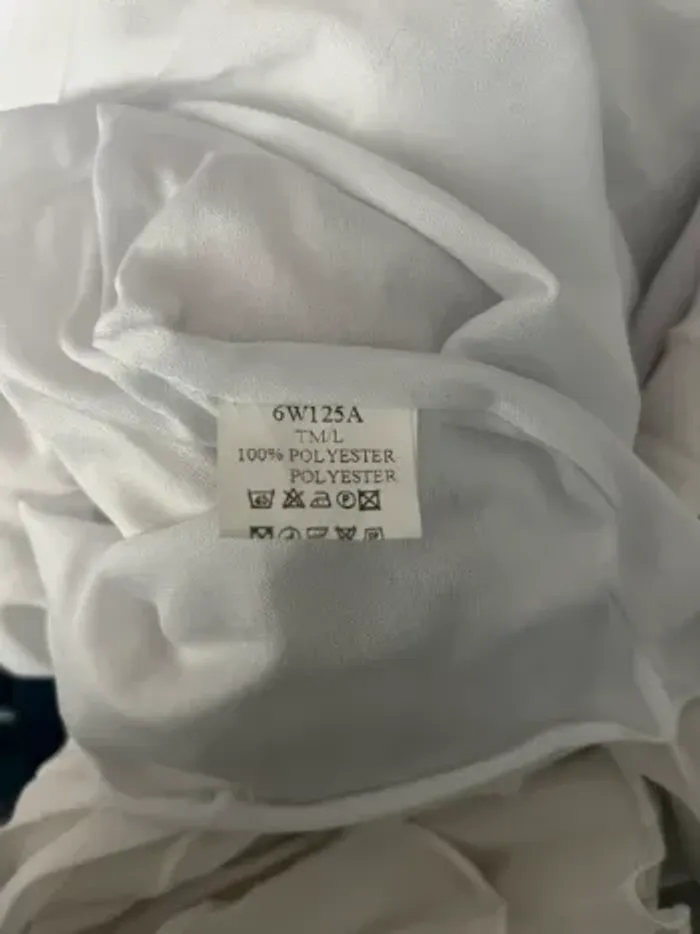 6W125A
TM/L
100% POLYESTER
POLYESTER